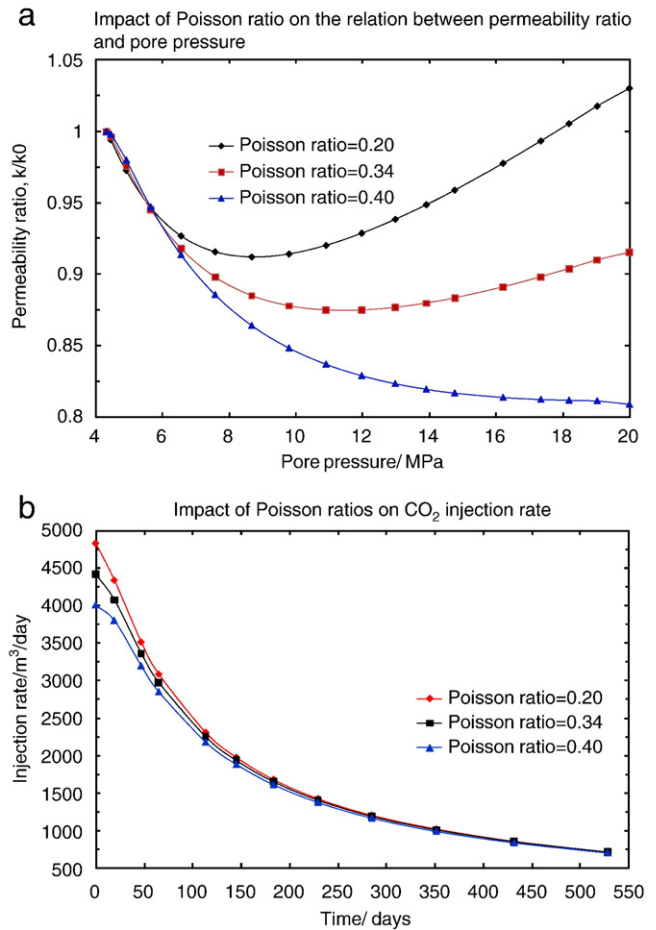 a
Impact of Poisson ratio on the relation between permeability ratio
and pore pressure
1.05
1
0.95
0.9
0.85
0.8
Permeability ratio, k/k0
Poisson ratio=0.20
Poisson ratio=0.34
Poisson ratio=0.40
4 6 8 10 12 14 16 18 20
Pore pressure/ MPa
b
Impact of Poisson ratios on CO₂ injection rate
5000
4500
4000
3500
3000
2500
2000
1500
1000
500
Injection rate/m³/day
Poisson ratio=0.20
Poisson ratio=0.34
Poisson ratio=0.40
0 50 100 150 200 250 300 350 400 450 500 550
Time/ days